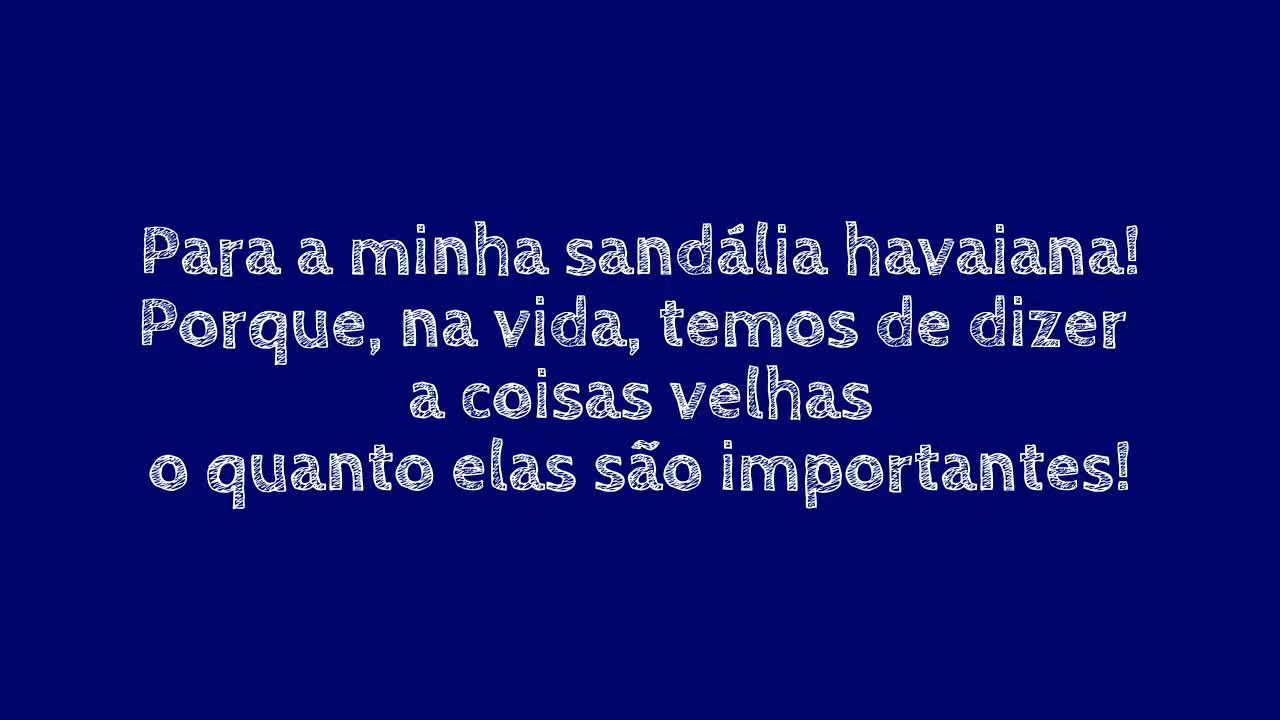 Para a minha sandália havaiana!
Porque, na vida, temos de dizer
a coisas velhas
o quanto elas são importantes!